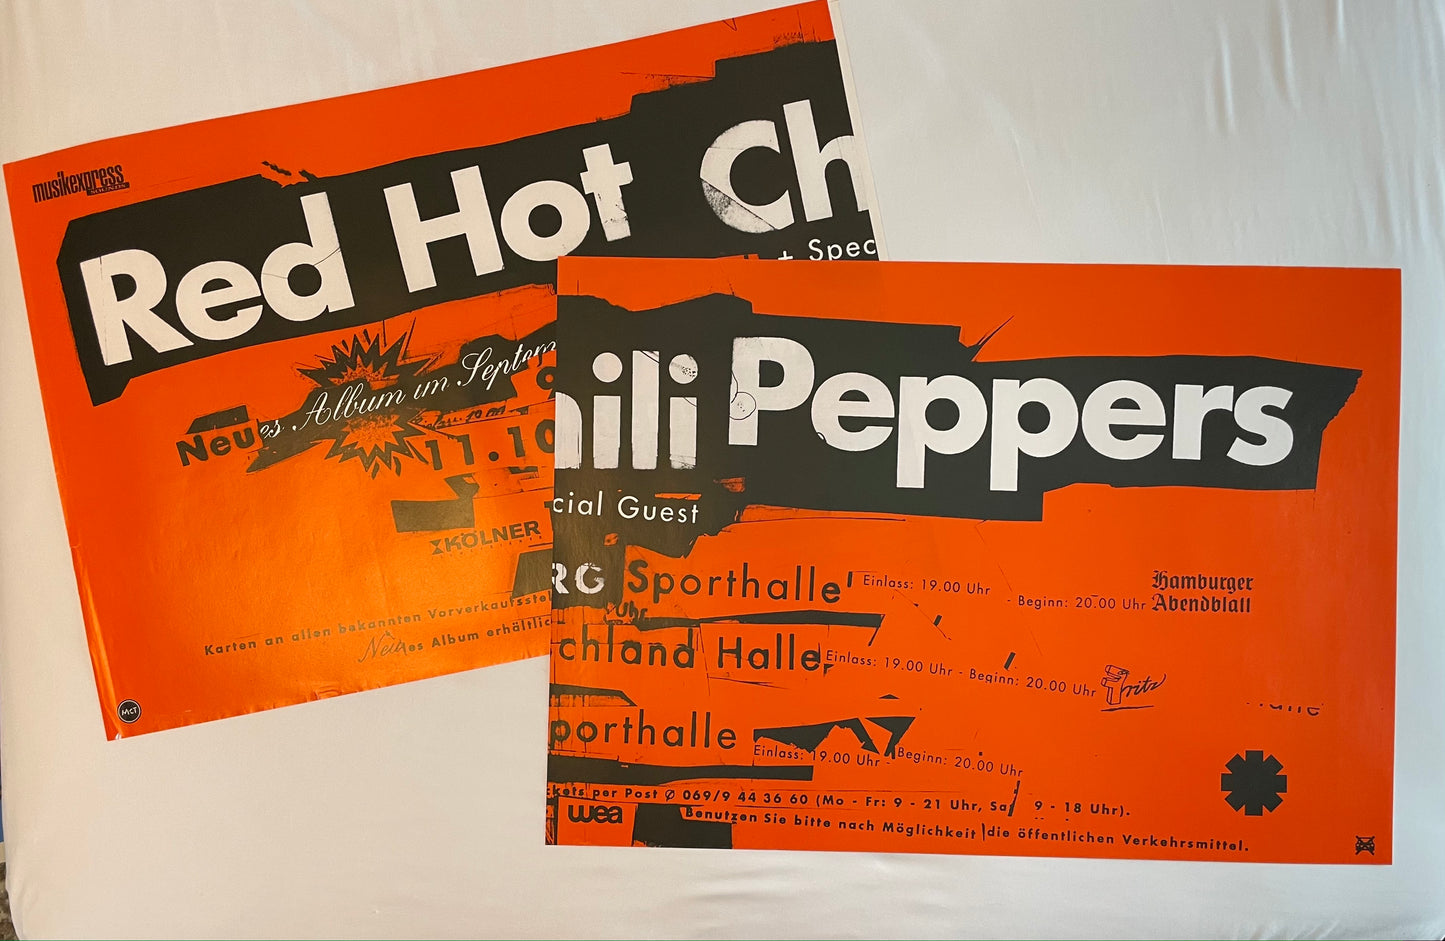 musikexpress
SOUNDS
Red Hot Ch
+ Spec
Neues Album im Septem
11.10
KÖLNER
Karten an allen bekannten Vorverkaufsstel
Neues Album erhältlic
MCT
hili Peppers
cial Guest
RG Sporthalle Einlass: 19.00 Uhr - Beginn: 20.00 Uhr Hamburger Abendblatt
Uhr
chland Halle, Einlass: 19.00 Uhr - Beginn: 20.00 Uhr fritz
porthalle Einlass: 19.00 Uhr - Beginn: 20.00 Uhr
ckets per Post ✆ 069/9 44 36 60 (Mo - Fr: 9 - 21 Uhr, Sa 9 - 18 Uhr).
wea Benutzen Sie bitte nach Möglichkeit die öffentlichen Verkehrsmittel.